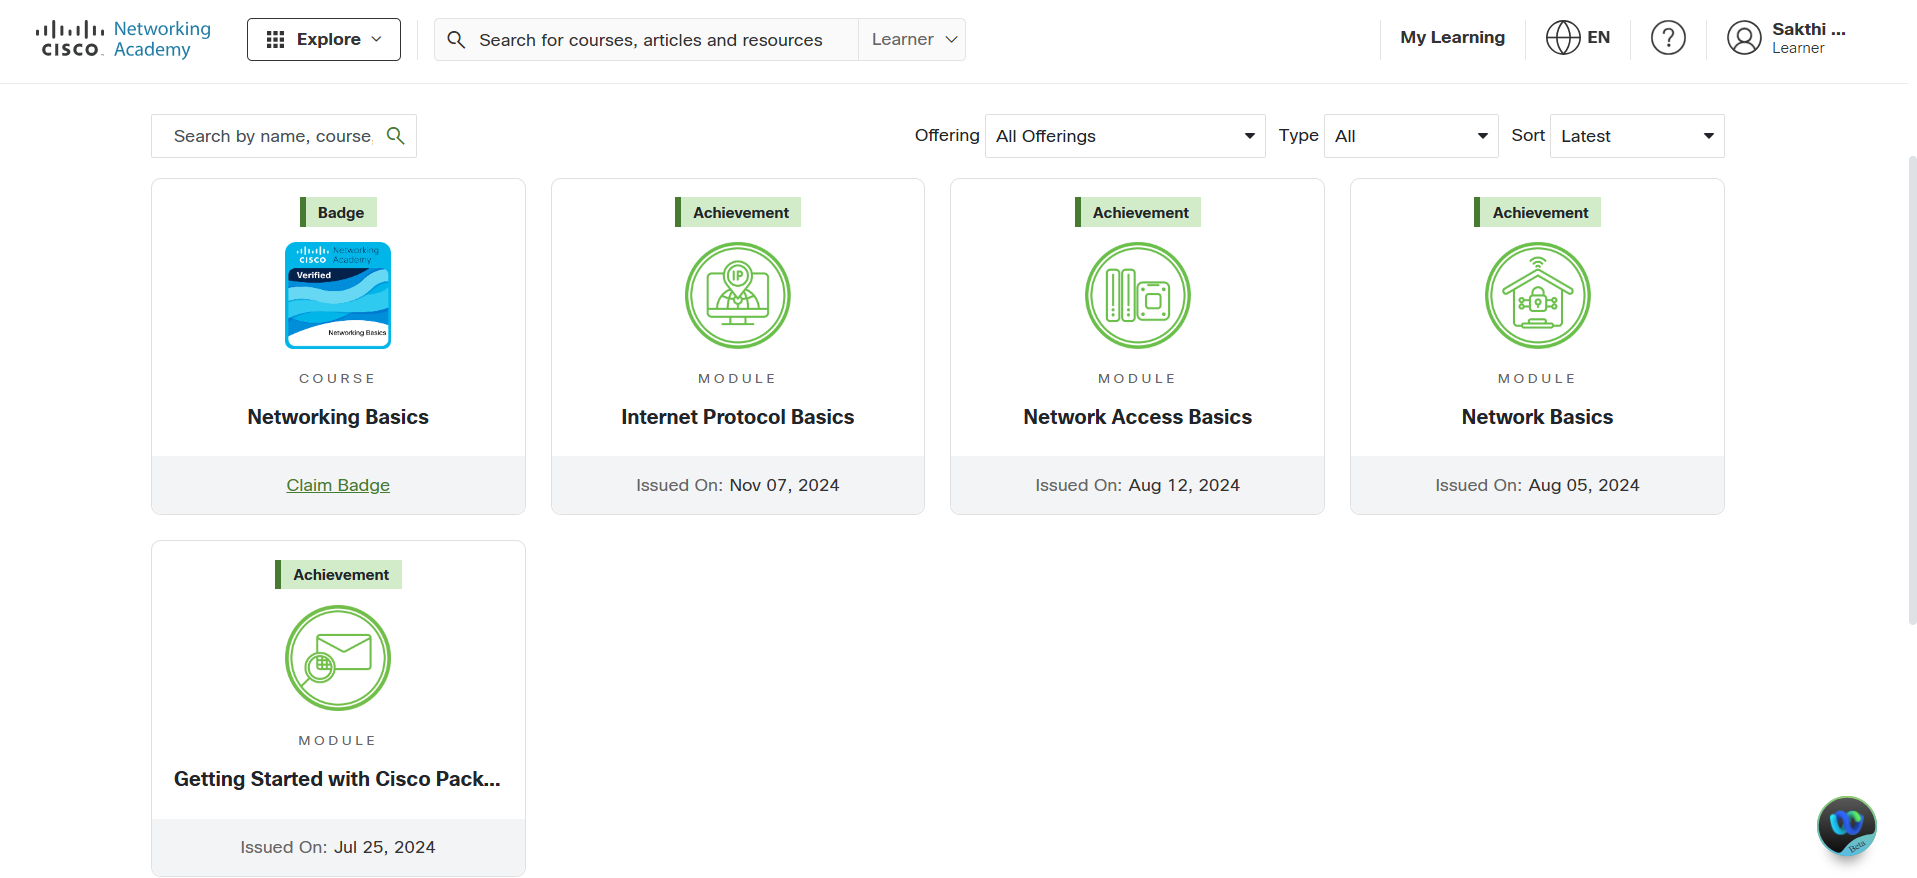 CISCO
Networking
Academy
Explore
Search for courses, articles and resources
Learner
My Learning
EN
?
Sakthi ...
Learner
Search by name, course,
Offering
All Offerings
Type
All
Sort
Latest
Badge
CISCO
Networking
Academy
Verified
Networking Basics
COURSE
Networking Basics
Claim Badge
Achievement
IP
MODULE
Internet Protocol Basics
Issued On: Nov 07, 2024
Achievement
MODULE
Network Access Basics
Issued On: Aug 12, 2024
Achievement
MODULE
Network Basics
Issued On: Aug 05, 2024
Achievement
MODULE
Getting Started with Cisco Pack...
Issued On: Jul 25, 2024
Beta